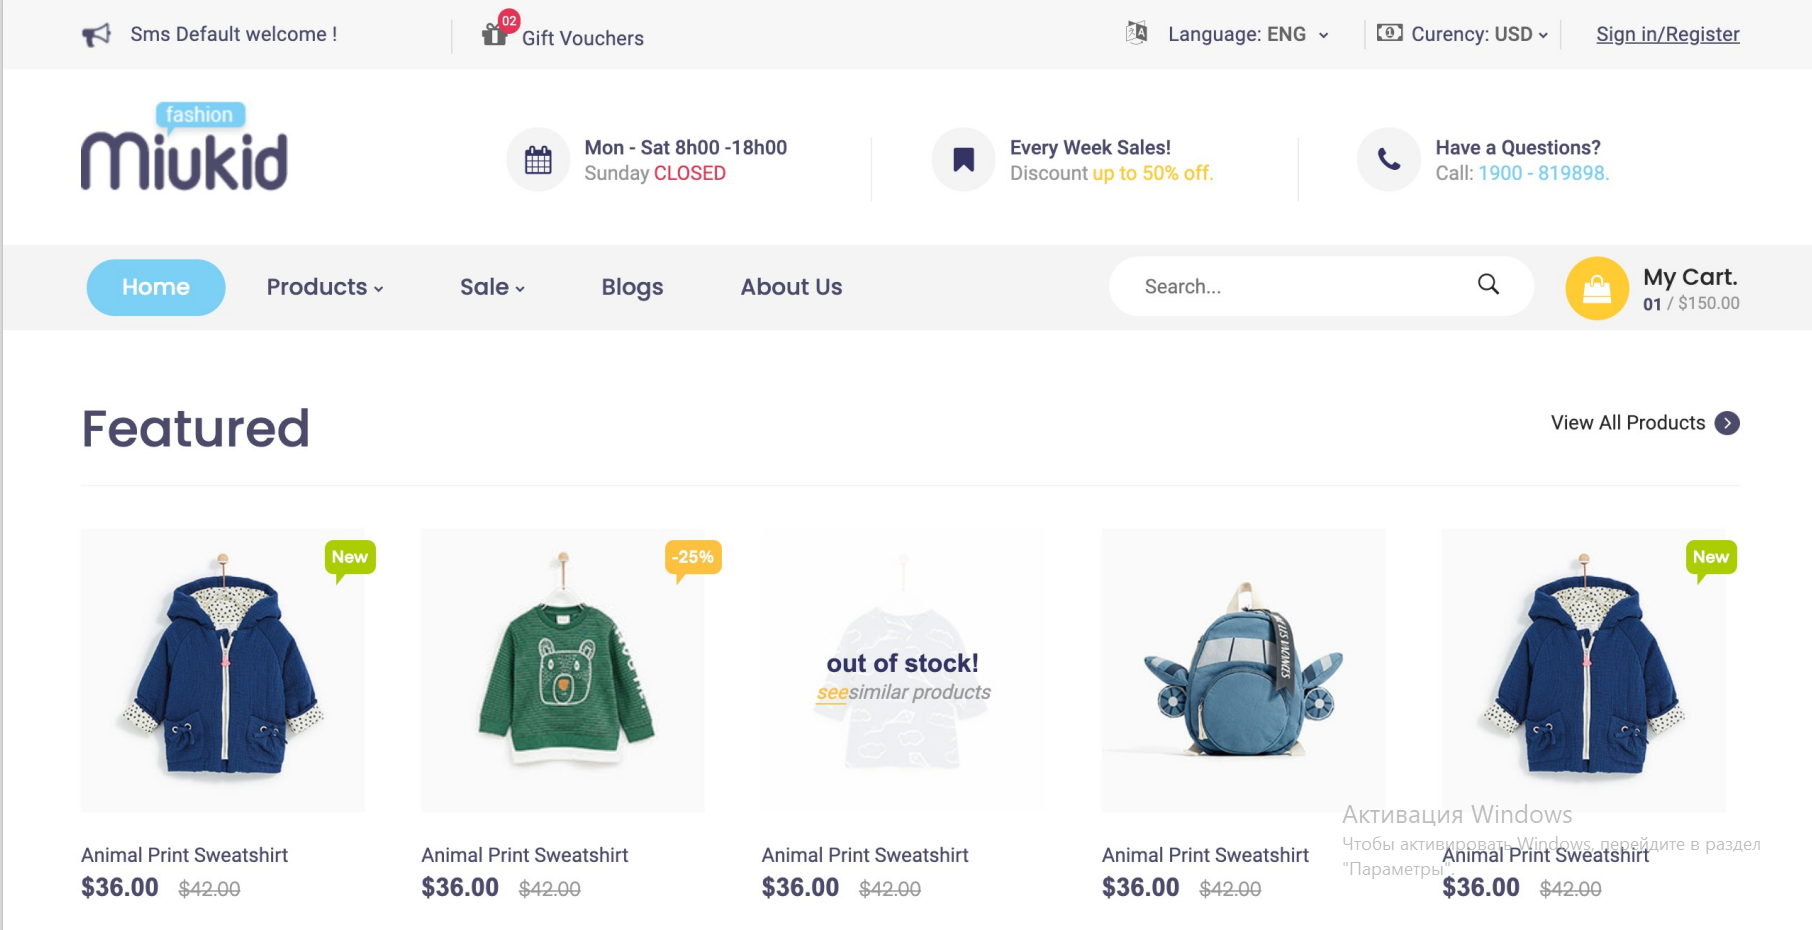 Sms Default welcome !
02
Gift Vouchers
Language: ENG
Curency: USD
Sign in/Register
fashion
miukid
Mon - Sat 8h00 -18h00
Sunday CLOSED
Every Week Sales!
Discount up to 50% off.
Have a Questions?
Call: 1900 - 819898.
Home
Products
Sale
Blogs
About Us
Search...
My Cart.
01 / $150.00
Featured
View All Products
New
-25%
out of stock!
seesimilar products
New
Animal Print Sweatshirt
$36.00 $42.00
Animal Print Sweatshirt
$36.00 $42.00
Animal Print Sweatshirt
$36.00 $42.00
Animal Print Sweatshirt
$36.00 $42.00
Animal Print Sweatshirt
$36.00 $42.00
Активация Windows
Чтобы активировать Windows, перейдите в раздел
"Параметры".